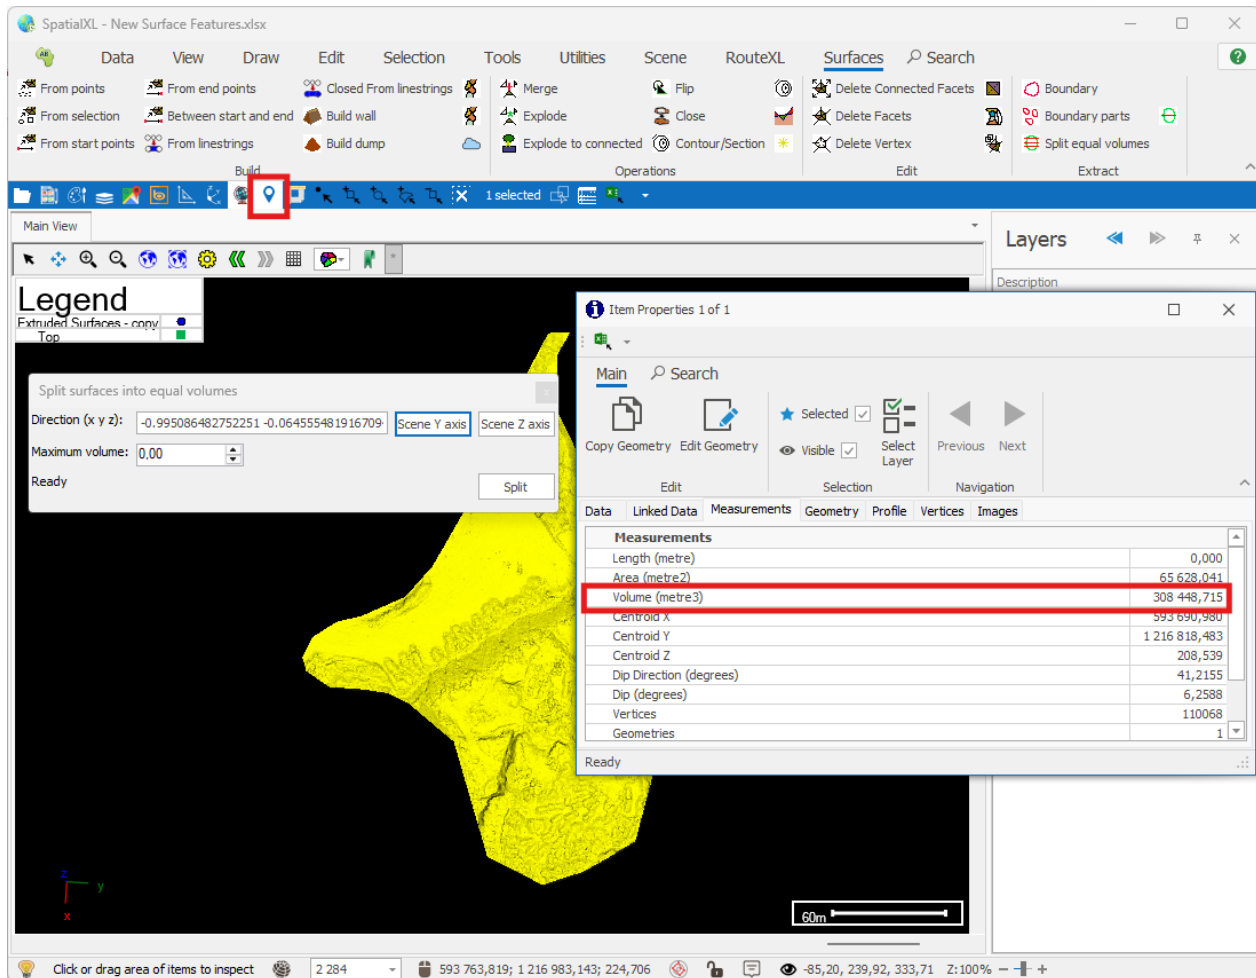 SpatialXL - New Surface Features.xlsx
Data View Draw Edit Selection Tools Utilities Scene RouteXL Surfaces Search
From points From end points Closed From linestrings Merge Flip Delete Connected Facets Boundary
From selection Between start and end Build wall Explode Close Delete Facets Boundary parts
From start points From linestrings Build dump Explode to connected Contour/Section Delete Vertex Split equal volumes
Build Operations Edit Extract
1 selected
Main View
Layers
Description
Legend
Extruded Surfaces - copy
Top
Split surfaces into equal volumes
Direction (x y z): -0.995086482752251 -0.064555481916709 Scene Y axis Scene Z axis
Maximum volume: 0,00
Ready
Split
Item Properties 1 of 1
Main Search
Copy Geometry Edit Geometry Selected Visible Select Layer Previous Next
Edit Selection Navigation
Data Linked Data Measurements Geometry Profile Vertices Images
Measurements
Length (metre) 0,000
Area (metre2) 65 628,041
Volume (metre3) 308 448,715
Centroid X 593 690,980
Centroid Y 1 216 818,483
Centroid Z 208,539
Dip Direction (degrees) 41,2155
Dip (degrees) 6,2588
Vertices 110068
Geometries 1
Ready
z
y
x
60m
Click or drag area of items to inspect 2 284 593 763,819; 1 216 983,143; 224,706 -85,20, 239,92, 333,71 Z:100% - +